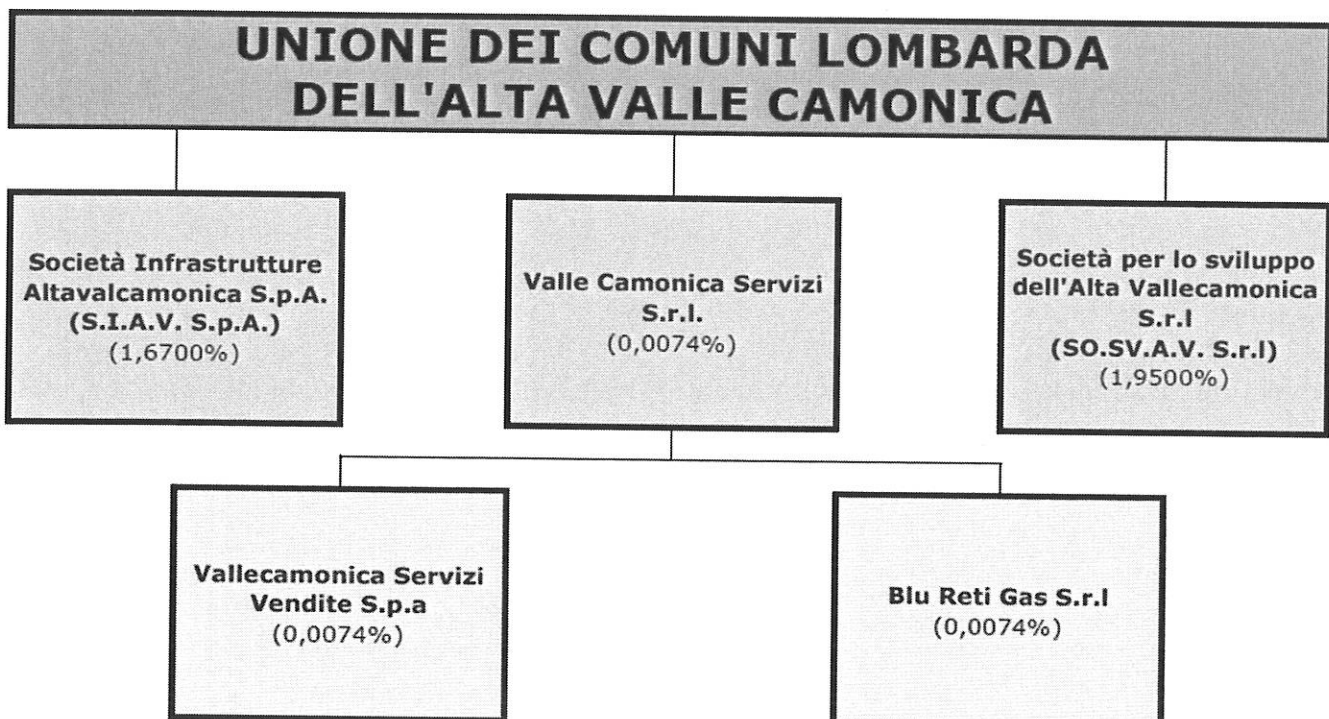 UNIONE DEI COMUNI LOMBARDA
DELL'ALTA VALLE CAMONICA
Società Infrastrutture
Altavalcamonica S.p.A.
(S.I.A.V. S.p.A.)
(1,6700%)
Valle Camonica Servizi
S.r.l.
(0,0074%)
Società per lo sviluppo
dell'Alta Vallecamonica
S.r.l
(SO.SV.A.V. S.r.l)
(1,9500%)
Vallecamonica Servizi
Vendite S.p.a
(0,0074%)
Blu Reti Gas S.r.l
(0,0074%)